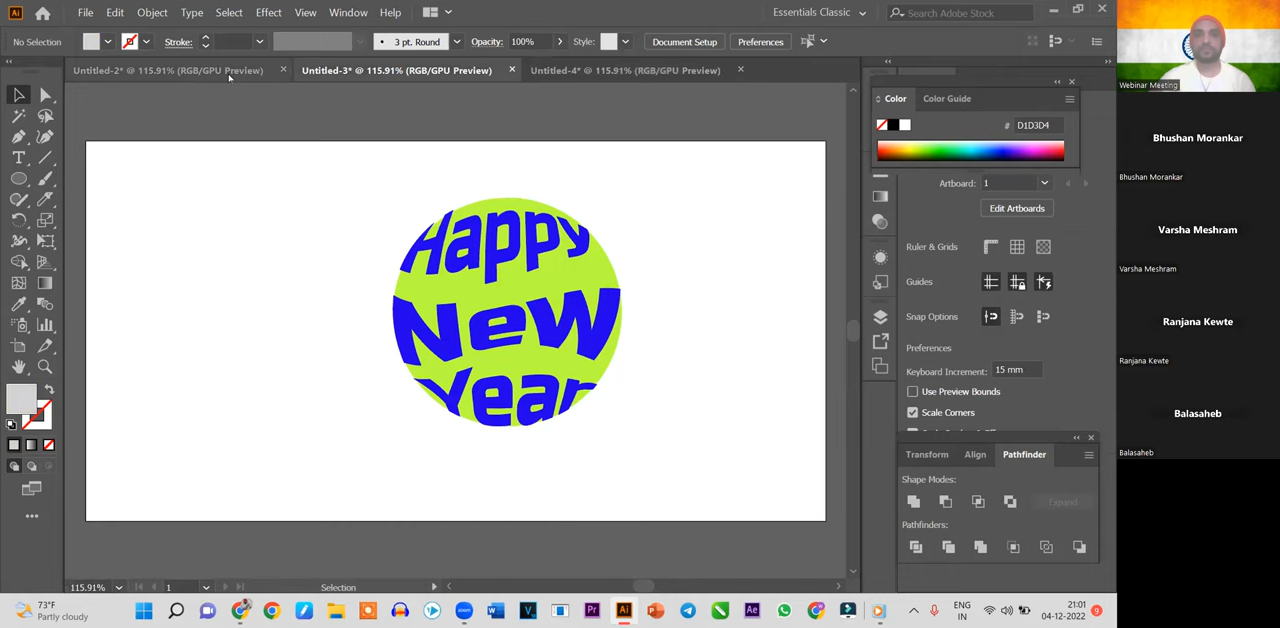 Ai File Edit Object Type Select Effect View Window Help Essentials Classic Search Adobe Stock
No Selection Stroke: 3 pt. Round Opacity: 100% Style: Document Setup Preferences
Untitled-2* @ 115.91% (RGB/GPU Preview) × Untitled-3* @ 115.91% (RGB/GPU Preview) × Untitled-4* @ 115.91% (RGB/GPU Preview) ×
Webinar Meeting
Color Color Guide
# D1D3D4
Artboard: 1
Edit Artboards
Ruler & Grids
Guides
Snap Options
Preferences
Keyboard Increment: 15 mm
Use Preview Bounds
Scale Corners
Transform Align Pathfinder
Shape Modes:
Expand
Pathfinders:
Happy
New
Year
Bhushan Morankar
Bhushan Morankar
Varsha Meshram
Varsha Meshram
Ranjana Kewte
Ranjana Kewte
Balasaheb
Balasaheb
115.91% 1 Selection
73°F
Partly cloudy
ENG
IN
21:01
04-12-2022
9